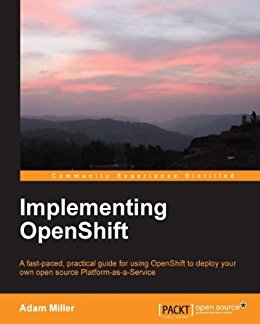 Community Experience Distilled
Implementing
OpenShift
A fast-paced, practical guide for using OpenShift to deploy your
own open source Platform-as-a-Service
Adam Miller
PACKT
PUBLISHING
open source*